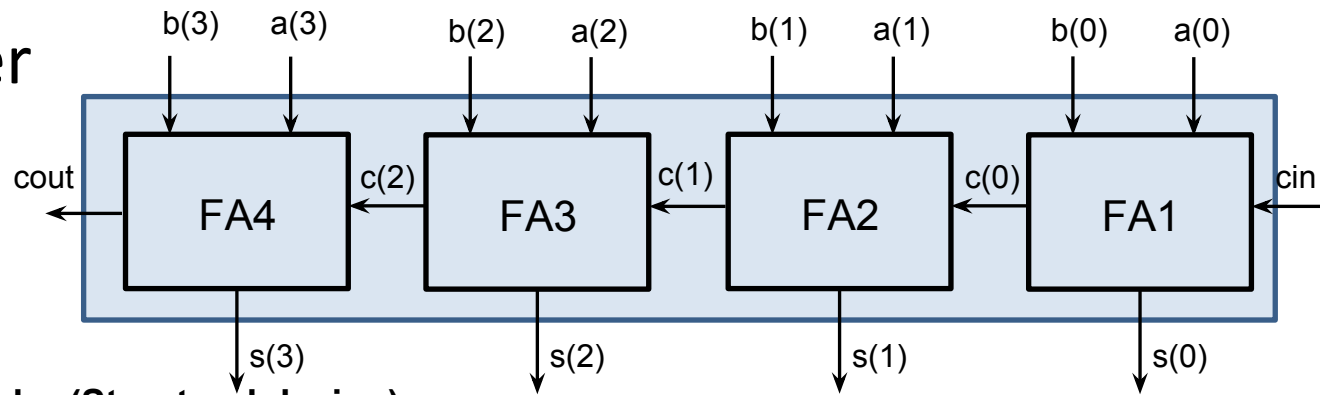 er
b(3) a(3) b(2) a(2) b(1) a(1) b(0) a(0)
cout c(2) c(1) c(0) cin
FA4 FA3 FA2 FA1
s(3) s(2) s(1) s(0)